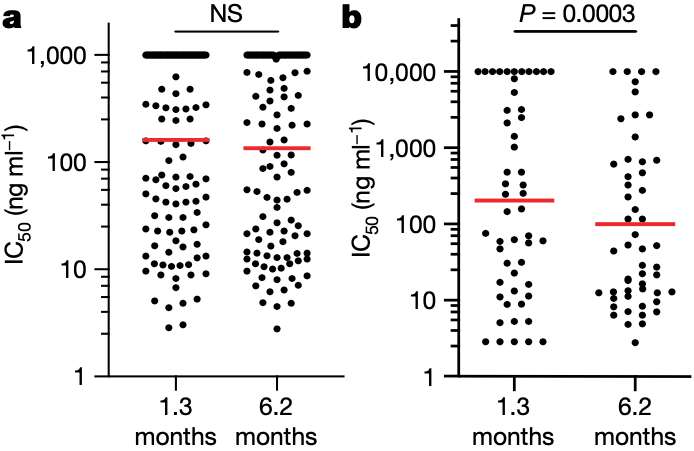 a
NS
IC50 (ng ml−1)
1,000
100
10
1
1.3
months
6.2
months
b
P = 0.0003
IC50 (ng ml−1)
10,000
1,000
100
10
1
1.3
months
6.2
months